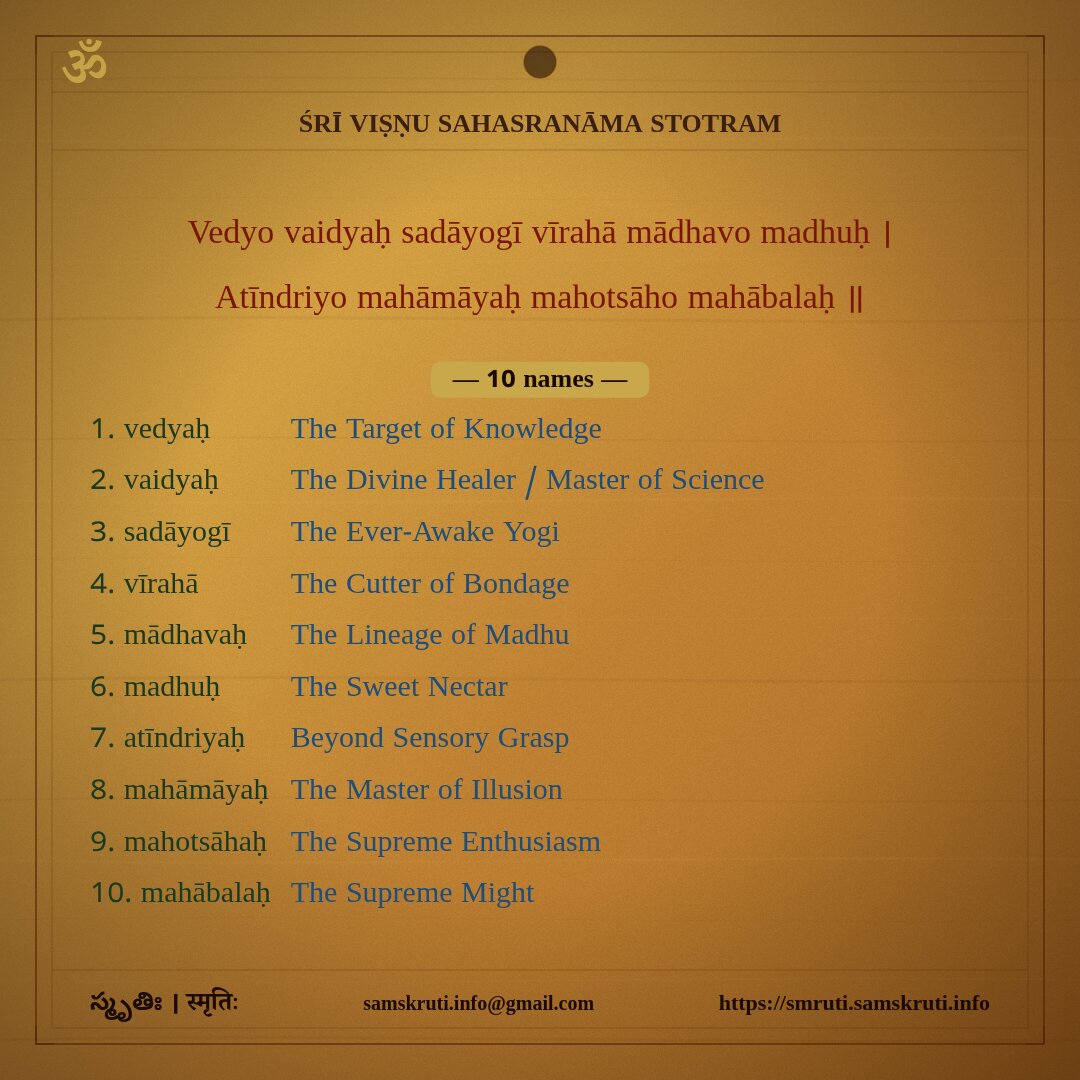 ॐ
ŚRĪ VIṢṆU SAHASRANĀMA STOTRAM
Vedyo vaidyaḥ sadāyogī vīrahā mādhavo madhuḥ |
Atīndriyo mahāmāyaḥ mahotsāho mahābalaḥ ||
— 10 names —
1. vedyaḥ The Target of Knowledge
2. vaidyaḥ The Divine Healer / Master of Science
3. sadāyogī The Ever-Awake Yogi
4. vīrahā The Cutter of Bondage
5. mādhavaḥ The Lineage of Madhu
6. madhuḥ The Sweet Nectar
7. atīndriyaḥ Beyond Sensory Grasp
8. mahāmāyaḥ The Master of Illusion
9. mahotsāhaḥ The Supreme Enthusiasm
10. mahābalaḥ The Supreme Might
స్మృతిః | स्मृतिः samskruti.info@gmail.com https://smruti.samskruti.info